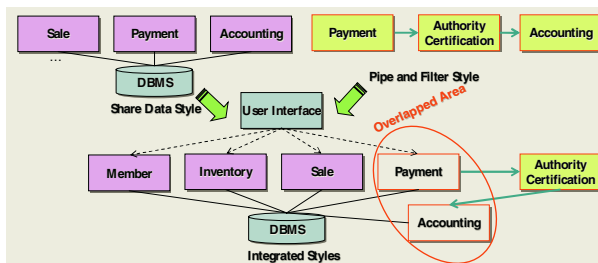 Sale
Payment
Accounting
...
DBMS
Share Data Style
Payment
Authority
Certification
Accounting
Pipe and Filter Style
User Interface
Overlapped Area
Member
Inventory
Sale
Payment
Authority
Certification
Accounting
DBMS
Integrated Styles